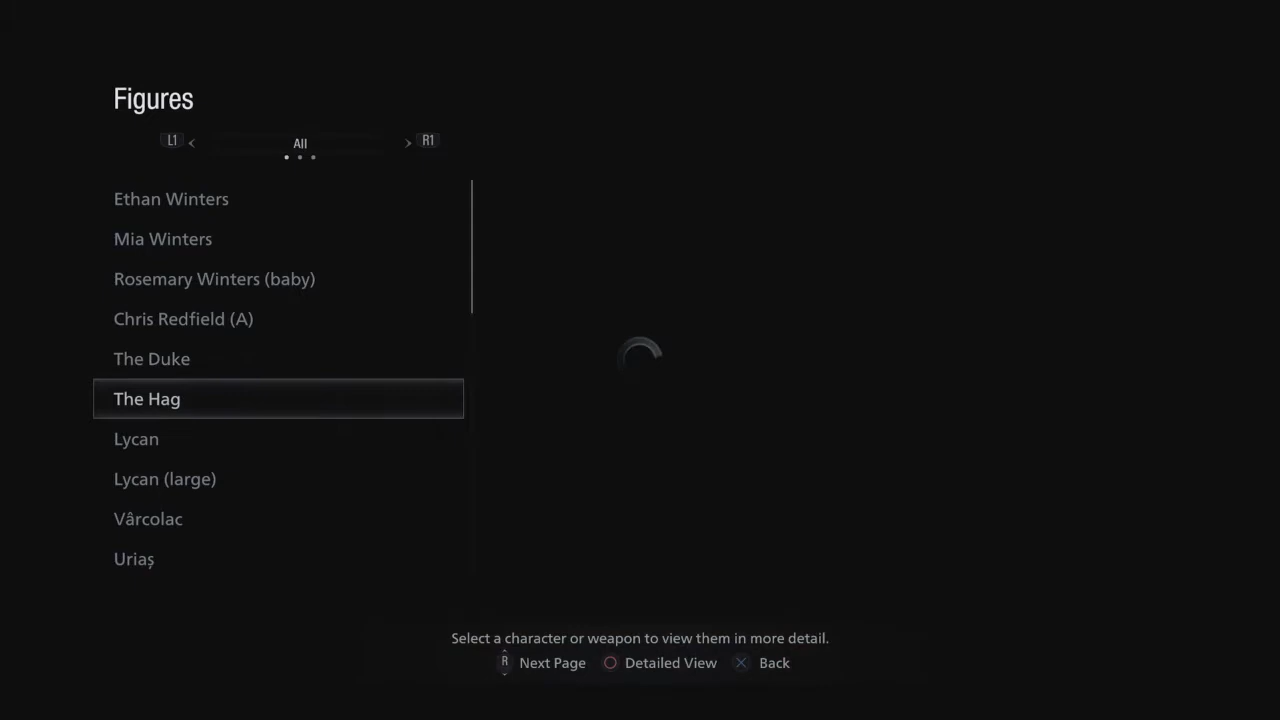 Figures
L1 < All > R1
Ethan Winters
Mia Winters
Rosemary Winters (baby)
Chris Redfield (A)
The Duke
The Hag
Lycan
Lycan (large)
Vârcolac
Uriaș
Select a character or weapon to view them in more detail.
R Next Page Detailed View Back